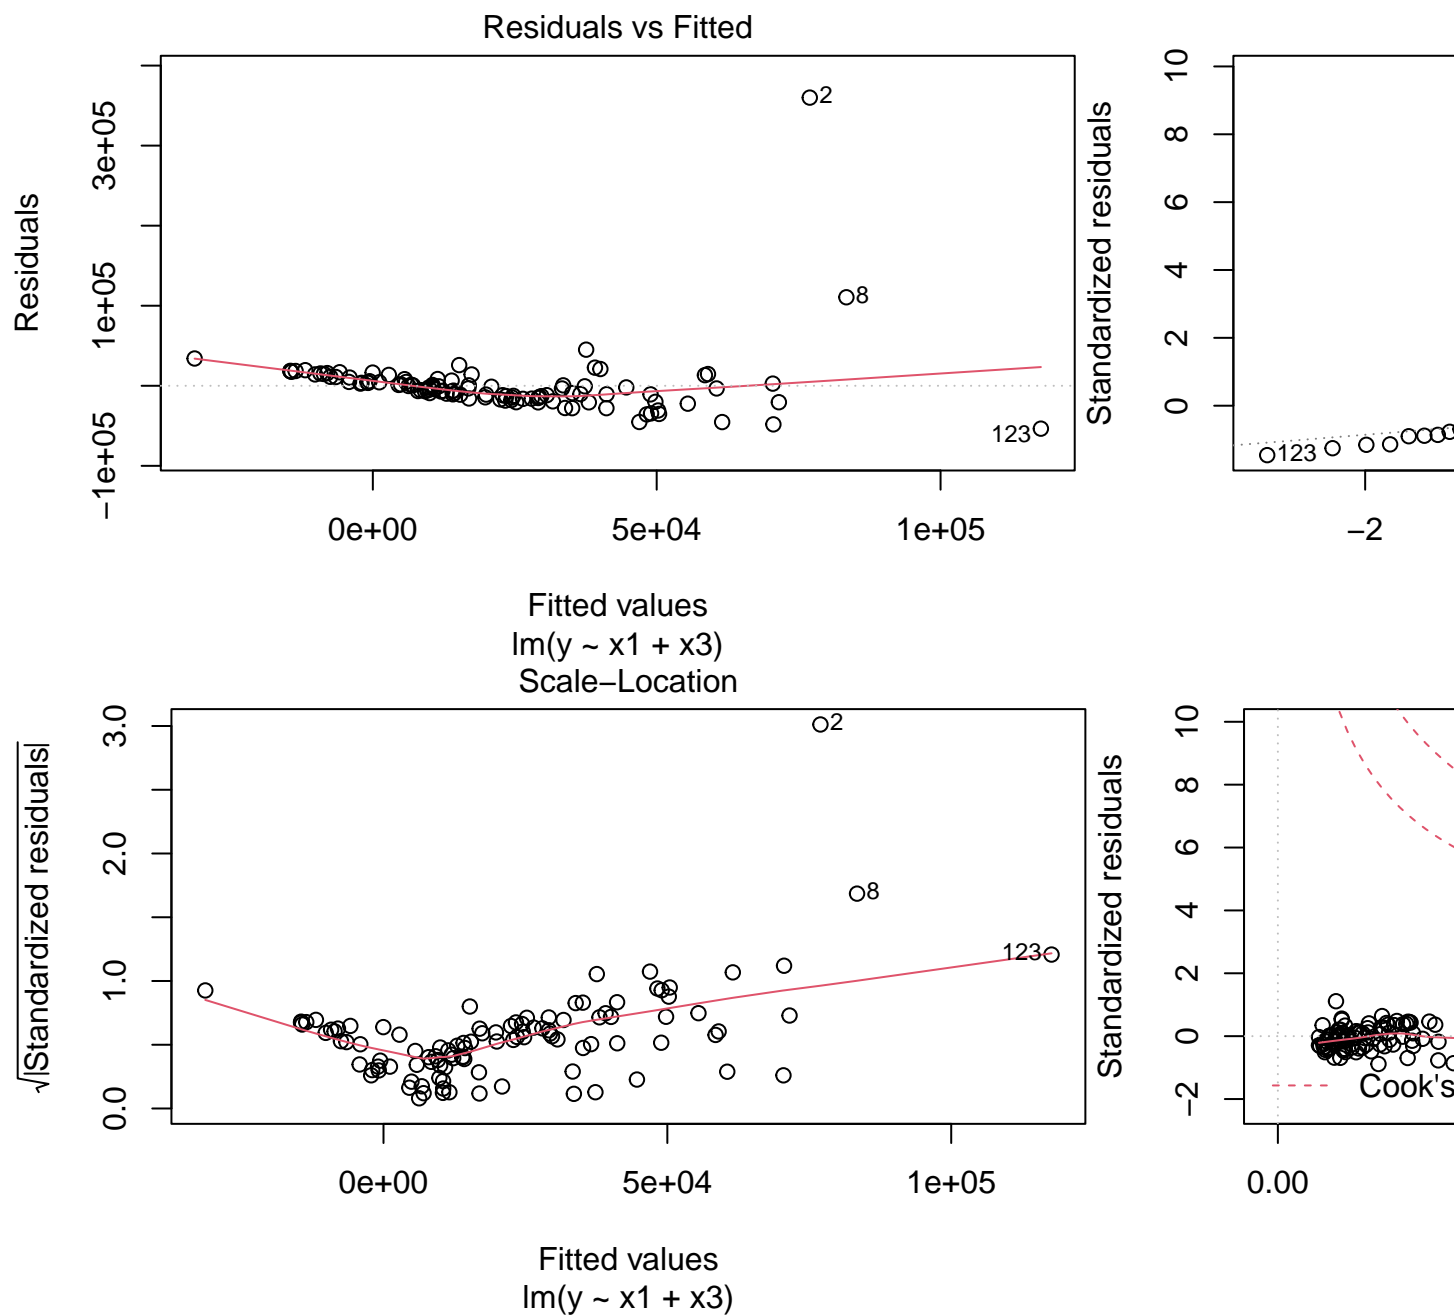 Residuals vs Fitted
Residuals
−1e+05
1e+05
3e+05
2
8
123
0e+00
5e+04
1e+05
Fitted values
lm(y ~ x1 + x3)
Standardized residuals
0
2
4
6
8
10
123
−2
Scale−Location
√|Standardized residuals|
0.0
1.0
2.0
3.0
2
8
123
0e+00
5e+04
1e+05
Fitted values
lm(y ~ x1 + x3)
Standardized residuals
−2
0
2
4
6
8
10
Cook's
0.00